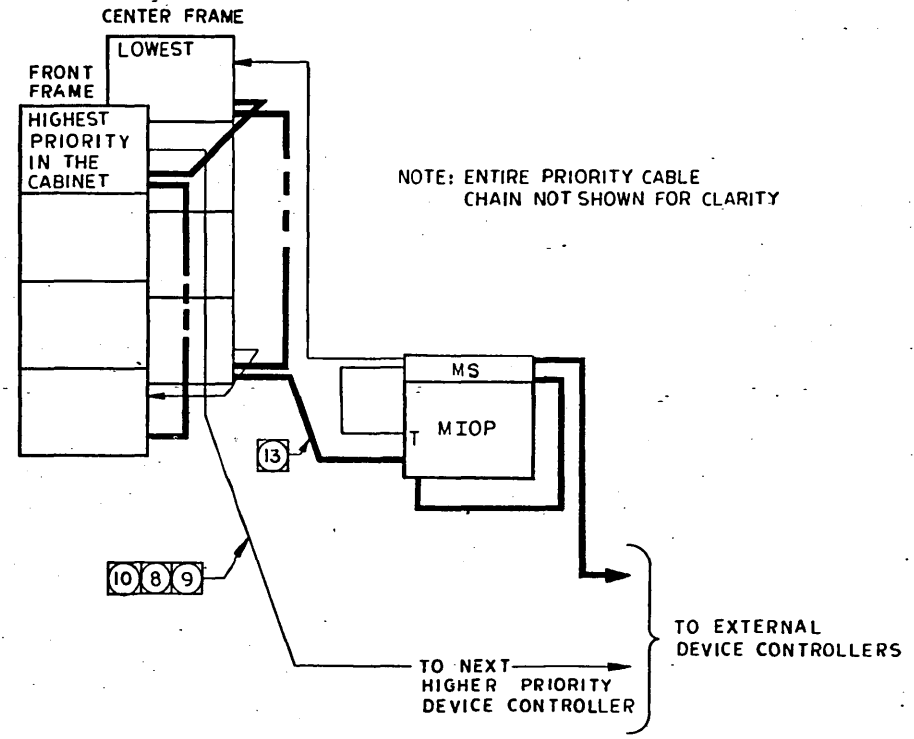 CENTER FRAME
LOWEST
FRONT
FRAME
HIGHEST
PRIORITY
IN THE
CABINET
NOTE: ENTIRE PRIORITY CABLE
CHAIN NOT SHOWN FOR CLARITY
MS
T MIOP
13
10 8 9
TO EXTERNAL
DEVICE CONTROLLERS
TO NEXT
HIGHER PRIORITY
DEVICE CONTROLLER